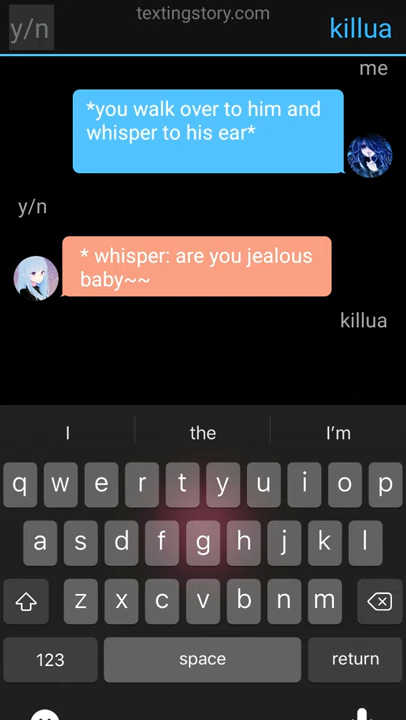 textingstory.com
y/n
killua
me
*you walk over to him and
whisper to his ear*
y/n
* whisper: are you jealous
baby~~
killua
I the I'm
q w e r t y u i o p
a s d f g h j k l
z x c v b n m
123 space return